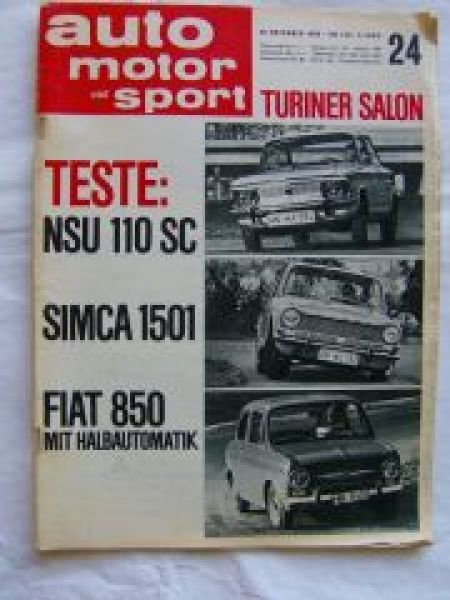 auto
motor
und
sport
24
TURINER SALON
TESTE:
NSU 110 SC
SIMCA 1501
FIAT 850
MIT HALBAUTOMATIK